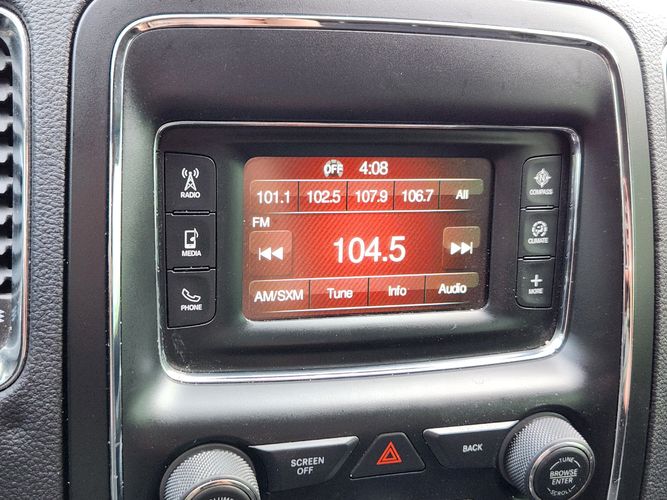 OFF 4:08
101.1 102.5 107.9 106.7 All
FM
104.5
AM/SXM Tune Info Audio
RADIO
MEDIA
PHONE
COMPASS
CLIMATE
MORE
SCREEN
OFF
BACK
TUNE
BROWSE
ENTER
SCROLL